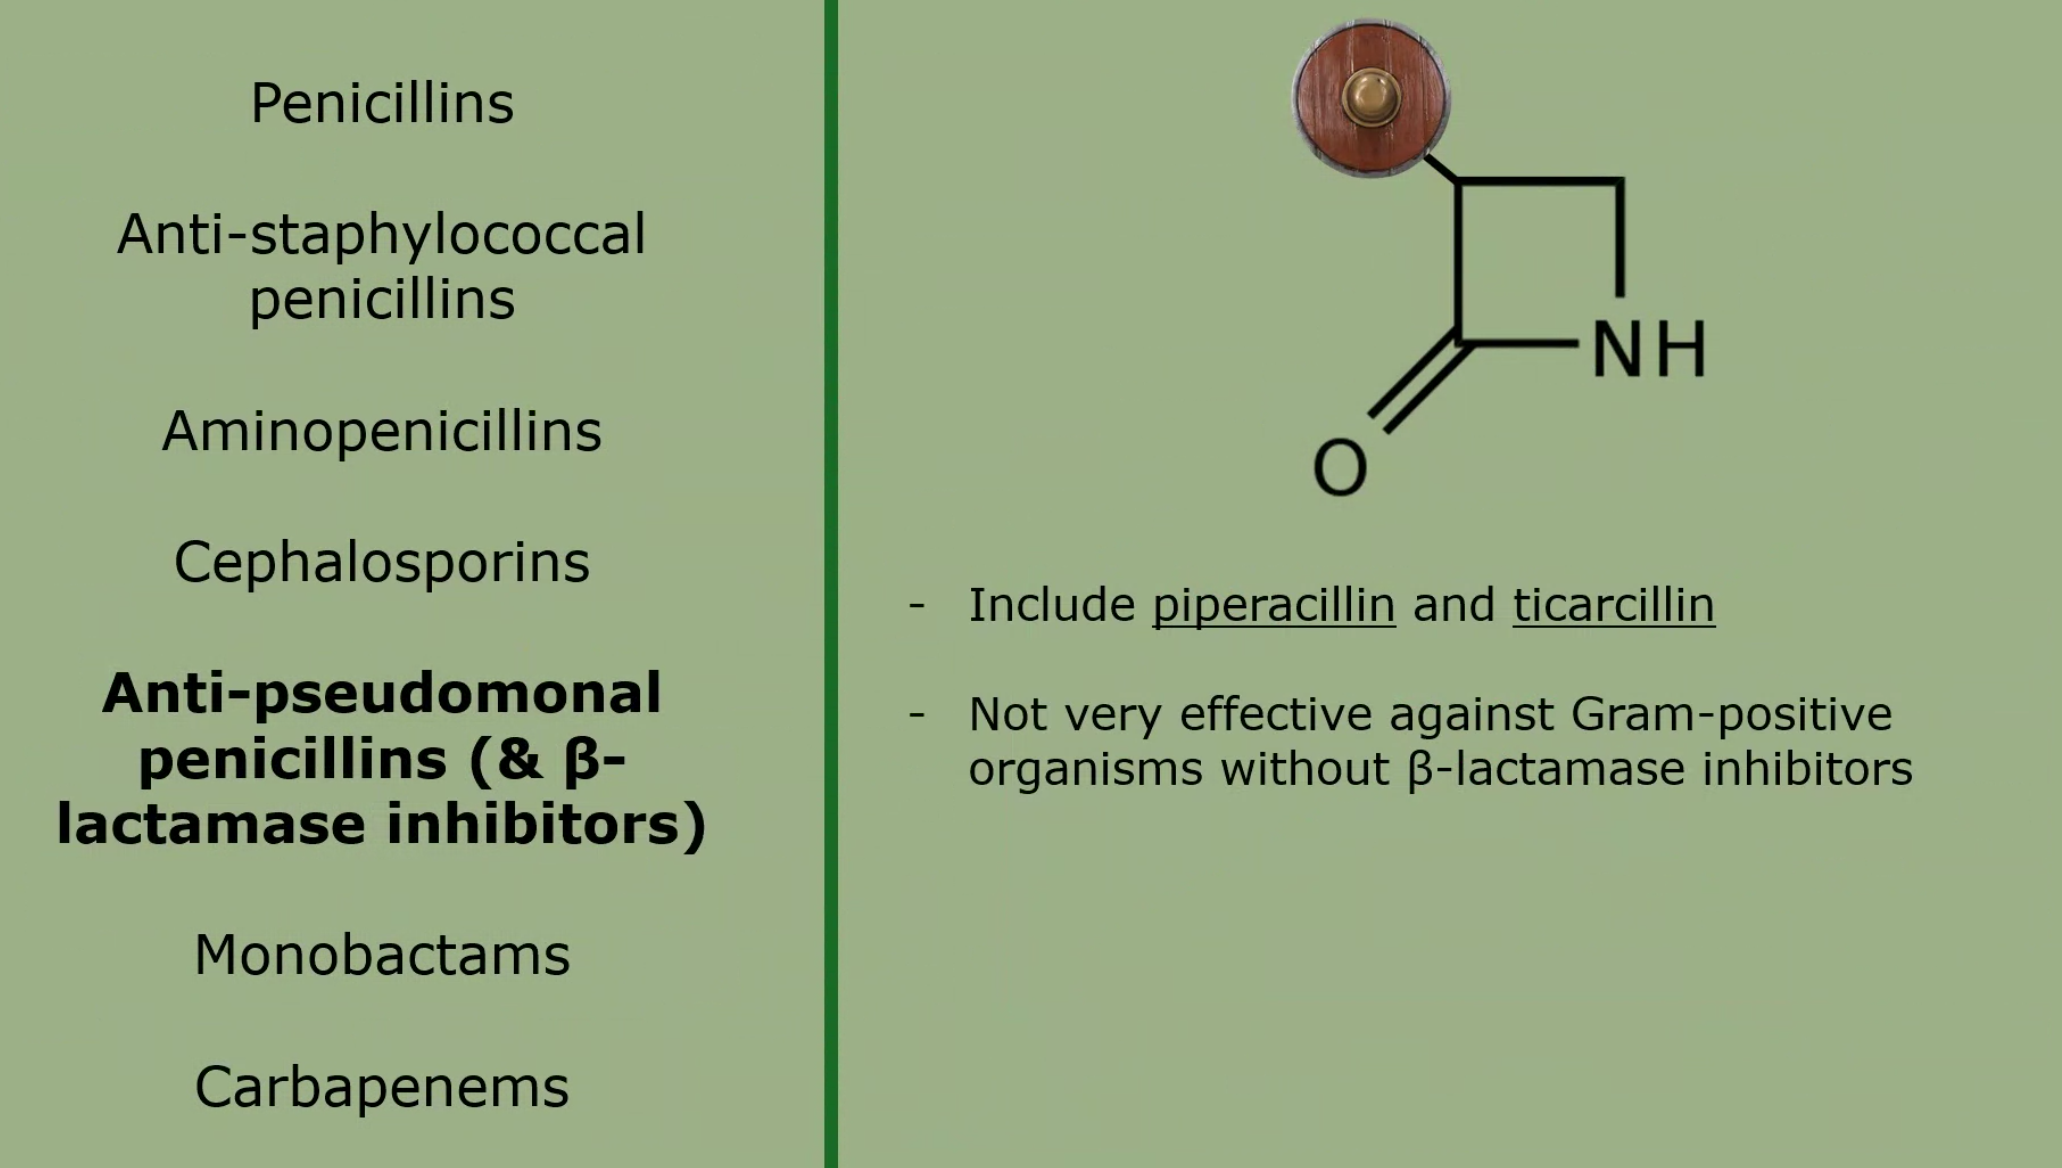 Penicillins
Anti-staphylococcal
penicillins
Aminopenicillins
Cephalosporins
Anti-pseudomonal
penicillins (& β-
lactamase inhibitors)
Monobactams
Carbapenems
NH
O
- Include piperacillin and ticarcillin
- Not very effective against Gram-positive
organisms without β-lactamase inhibitors